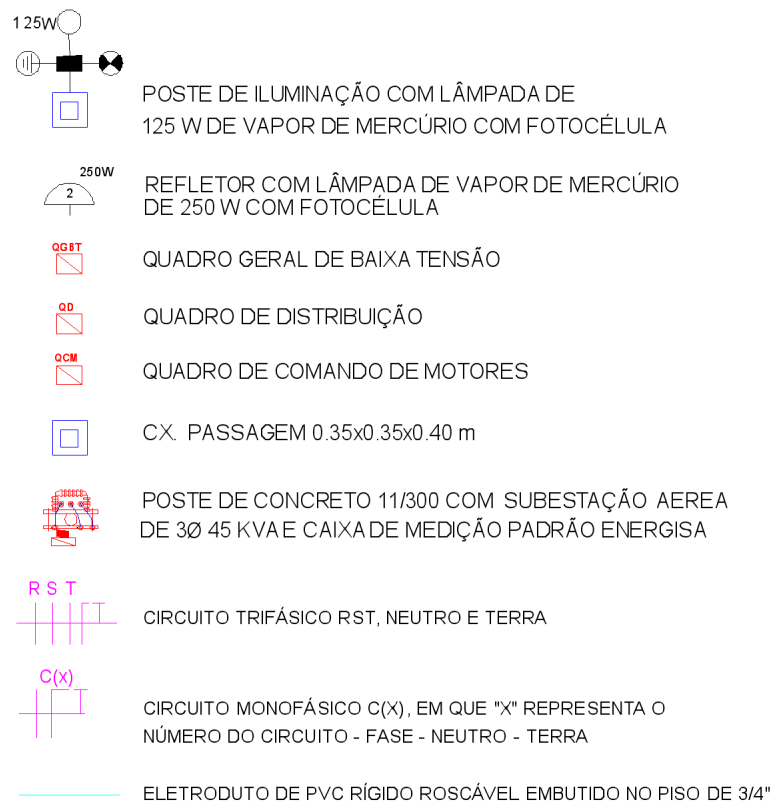 125W
POSTE DE ILUMINAÇÃO COM LÂMPADA DE
125 W DE VAPOR DE MERCÚRIO COM FOTOCÉLULA
250W
2
REFLETOR COM LÂMPADA DE VAPOR DE MERCÚRIO
DE 250 W COM FOTOCÉLULA
QGBT
QUADRO GERAL DE BAIXA TENSÃO
QD
QUADRO DE DISTRIBUIÇÃO
QCM
QUADRO DE COMANDO DE MOTORES
CX. PASSAGEM 0.35x0.35x0.40 m
POSTE DE CONCRETO 11/300 COM SUBESTAÇÃO AEREA
DE 3Ø 45 KVA E CAIXA DE MEDIÇÃO PADRÃO ENERGISA
R S T
CIRCUITO TRIFÁSICO RST, NEUTRO E TERRA
C(x)
CIRCUITO MONOFÁSICO C(X), EM QUE "X" REPRESENTA O
NÚMERO DO CIRCUITO - FASE - NEUTRO - TERRA
ELETRODUTO DE PVC RÍGIDO ROSCÁVEL EMBUTIDO NO PISO DE 3/4"